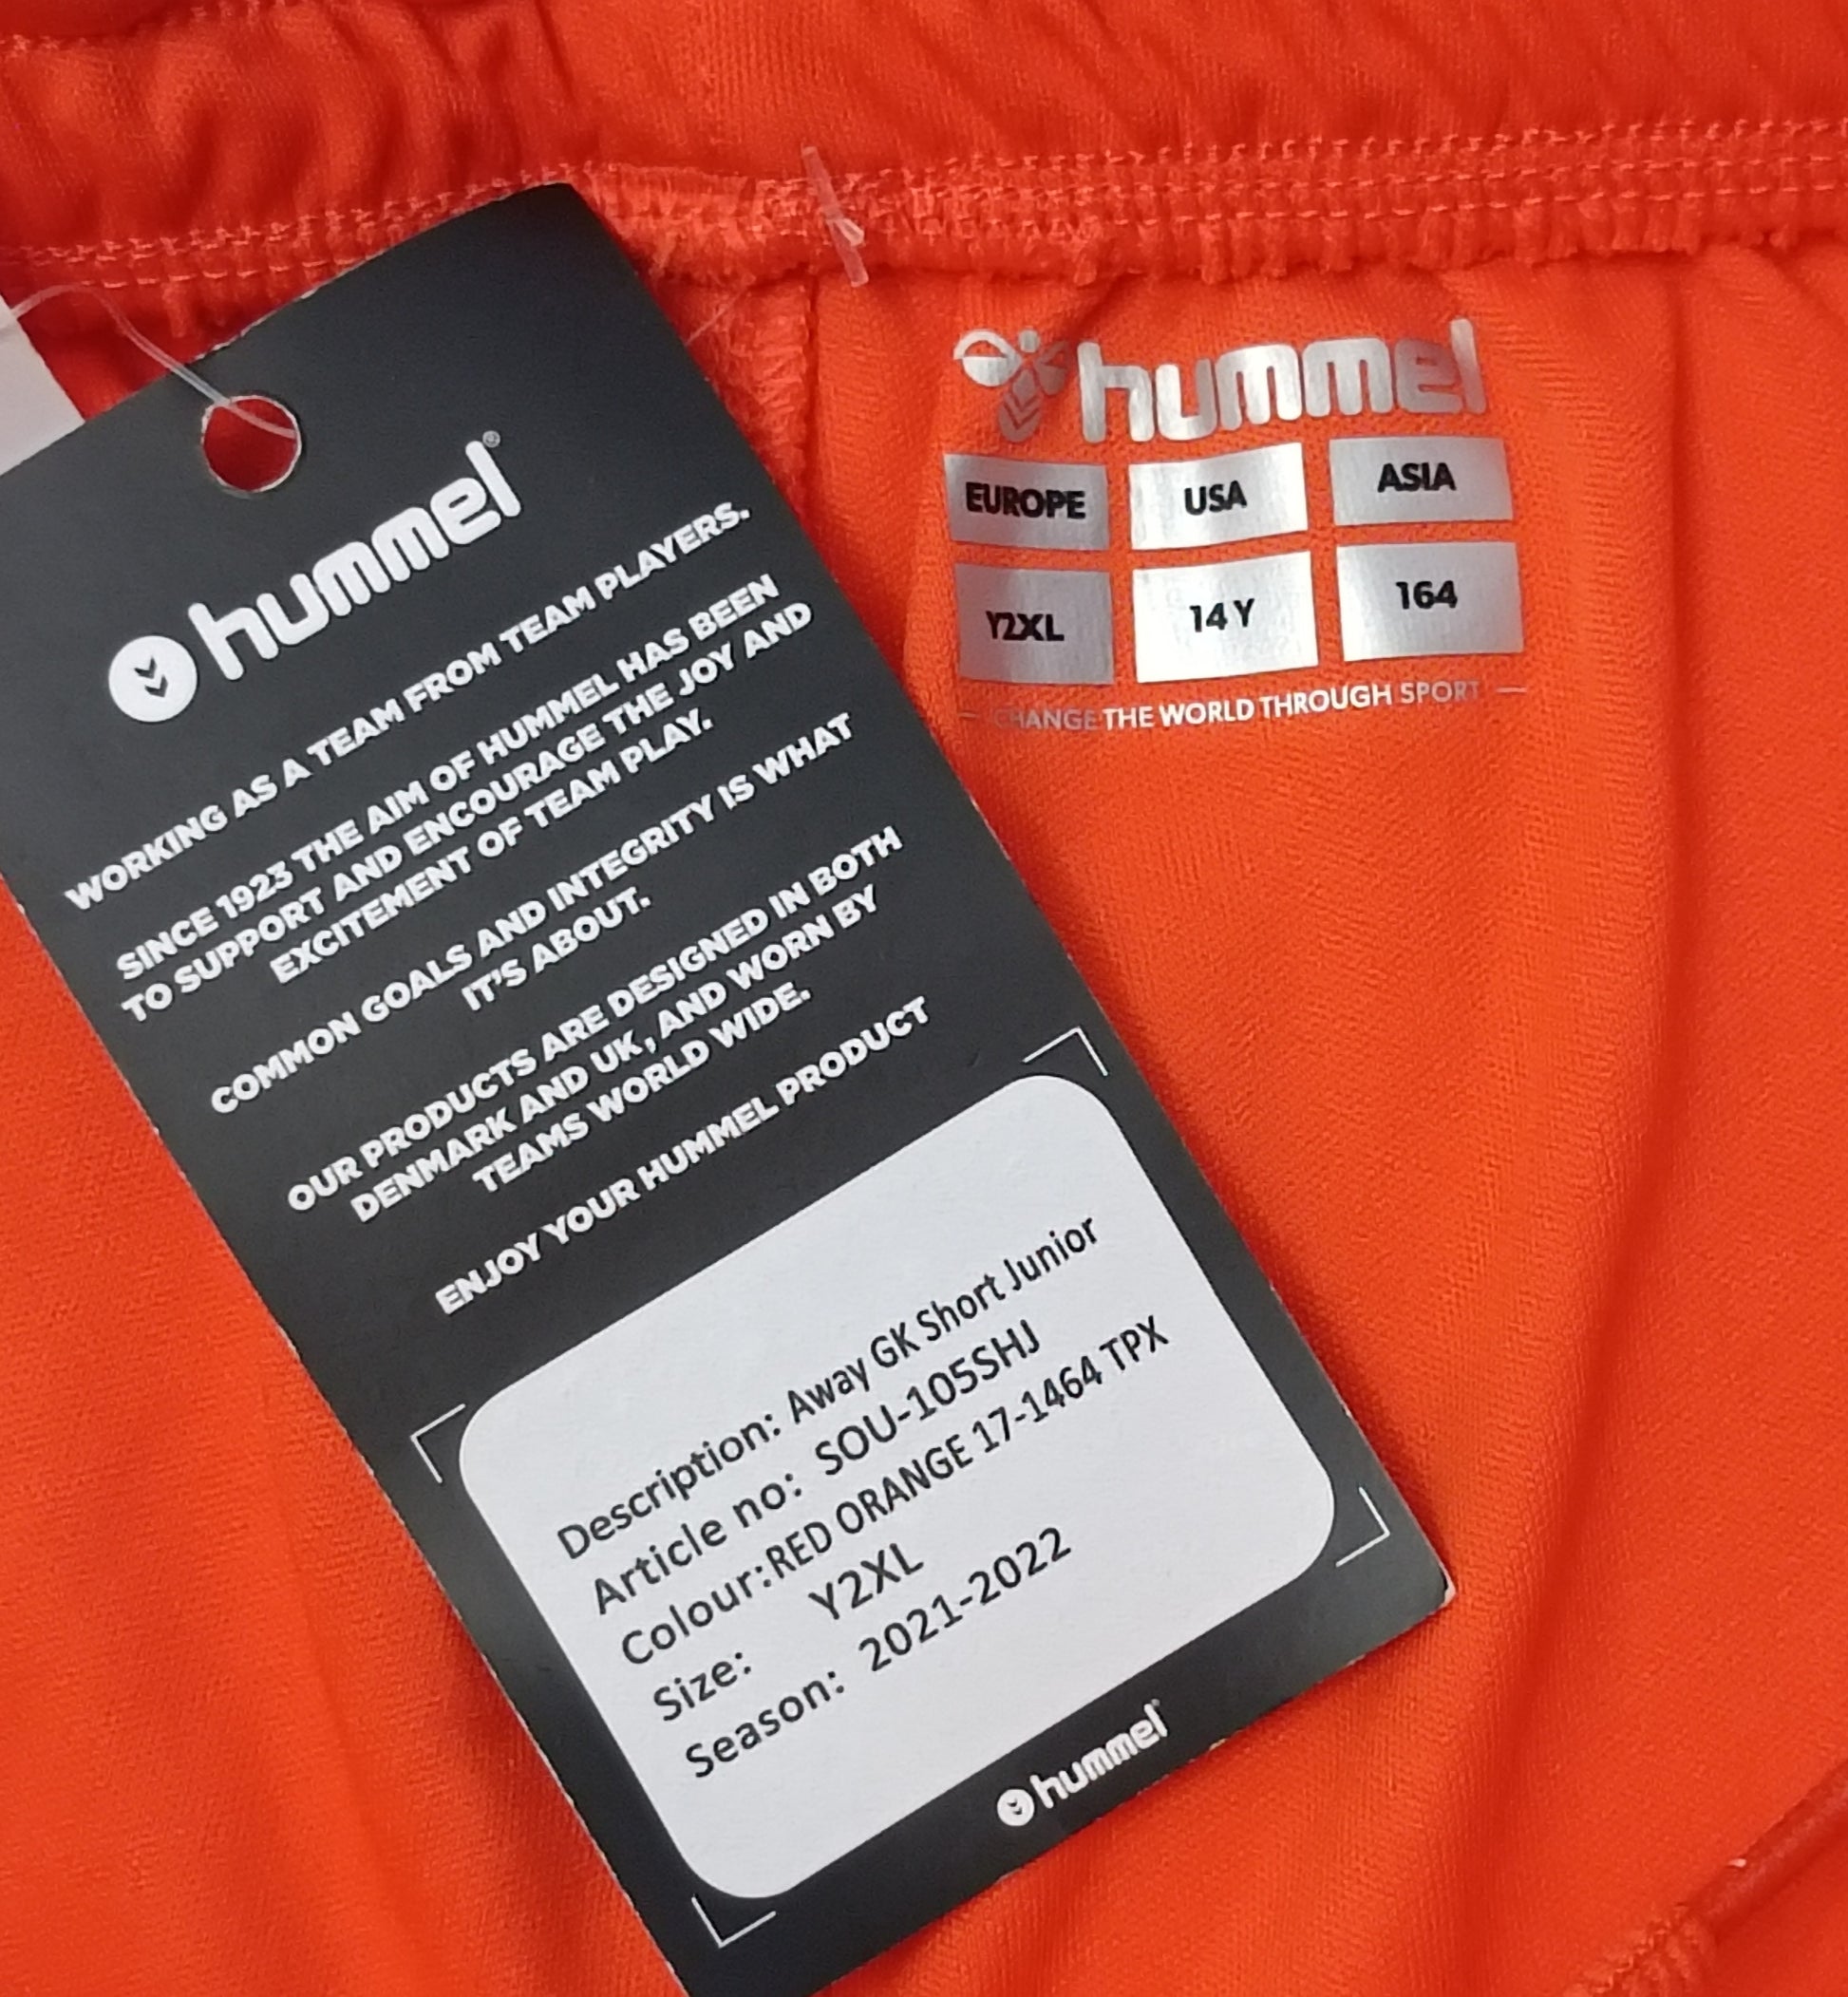 hummel®
WORKING AS A TEAM FROM TEAM PLAYERS.
SINCE 1923 THE AIM OF HUMMEL HAS BEEN
TO SUPPORT AND ENCOURAGE THE JOY AND
EXCITEMENT OF TEAM PLAY.
COMMON GOALS AND INTEGRITY IS WHAT
IT'S ABOUT.
OUR PRODUCTS ARE DESIGNED IN BOTH
DENMARK AND UK, AND WORN BY
TEAMS WORLD WIDE.
ENJOY YOUR HUMMEL PRODUCT
Description: Away GK Short Junior
Article no: SOU-105SHJ
Colour:RED ORANGE 17-1464 TPX
Size: Y2XL
Season: 2021-2022
hummel®
hummel
EUROPE USA ASIA
Y2XL 14 Y 164
— CHANGE THE WORLD THROUGH SPORT —